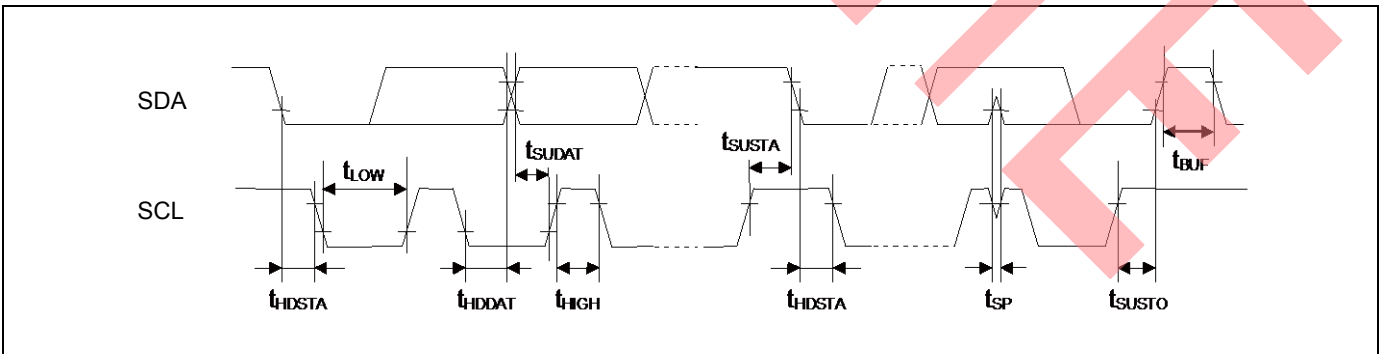 SDA
tSUSTA
tBUF
tSUDAT
tLOW
SCL
tHDSTA
tHDDAT
tHIGH
tHDSTA
tSP
tSUSTO